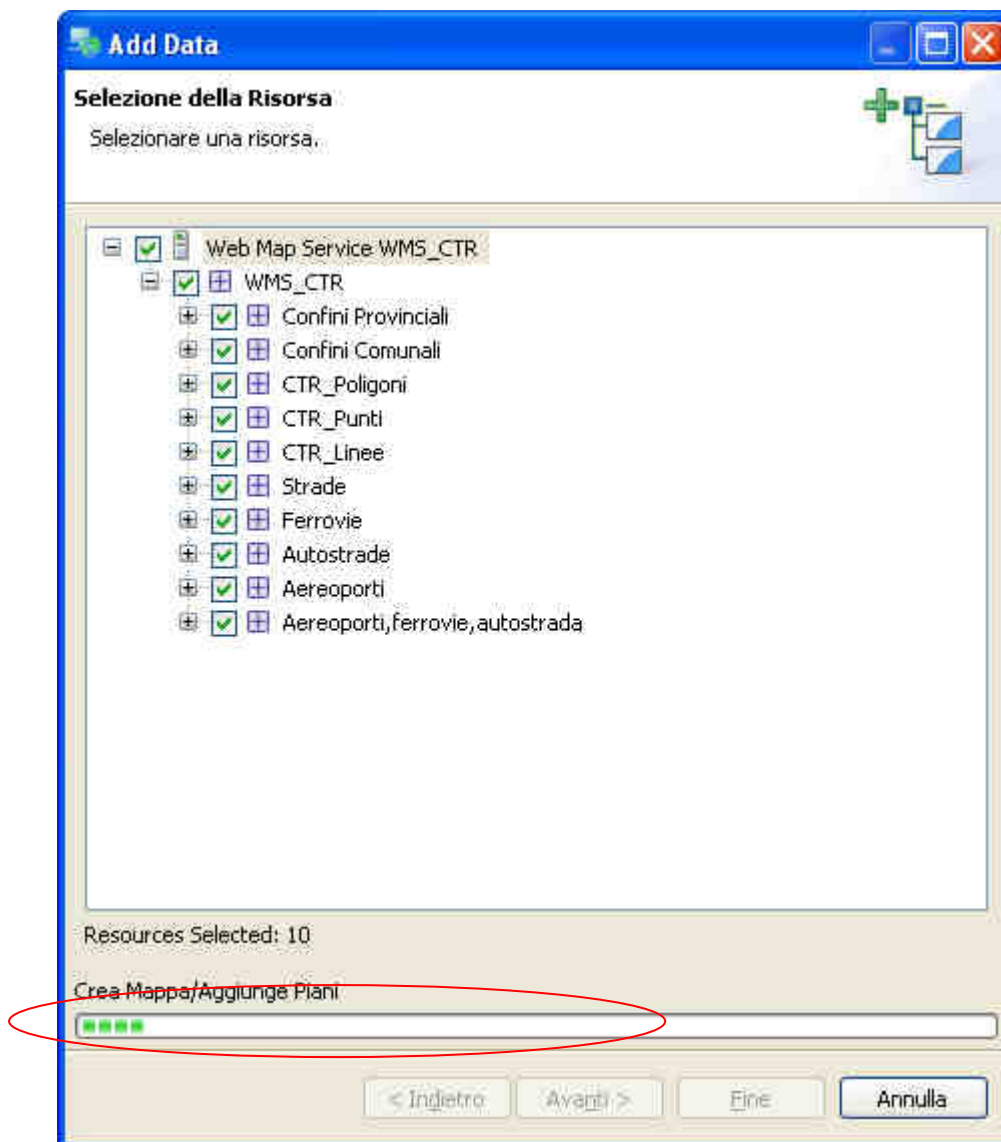 Add Data
Selezione della Risorsa
Selezionare una risorsa.
Web Map Service WMS_CTR
WMS_CTR
Confini Provinciali
Confini Comunali
CTR_Poligoni
CTR_Punti
CTR_Linee
Strade
Ferrovie
Autostrade
Aereoporti
Aereoporti,ferrovie,autostrada
Resources Selected: 10
Crea Mappa/Aggiunge Piani
< Indietro Avanti > Fine Annulla